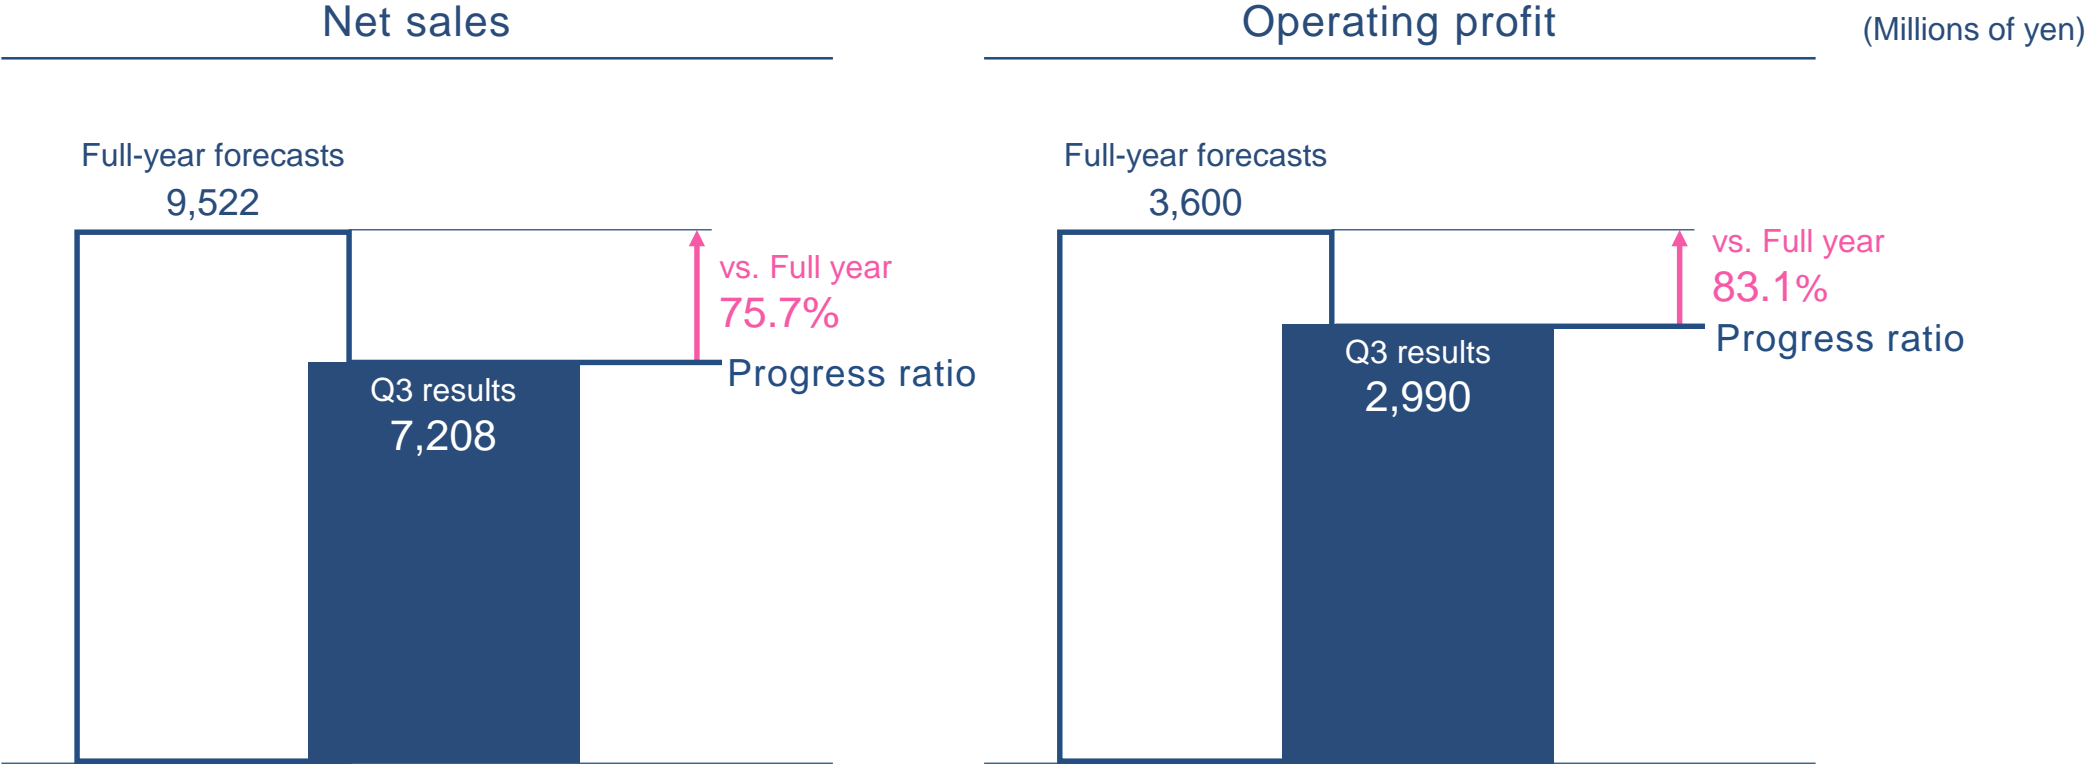 Net sales
Full-year forecasts
9,522
vs. Full year
75.7%
Progress ratio
Q3 results
7,208
Operating profit
(Millions of yen)
Full-year forecasts
3,600
vs. Full year
83.1%
Progress ratio
Q3 results
2,990